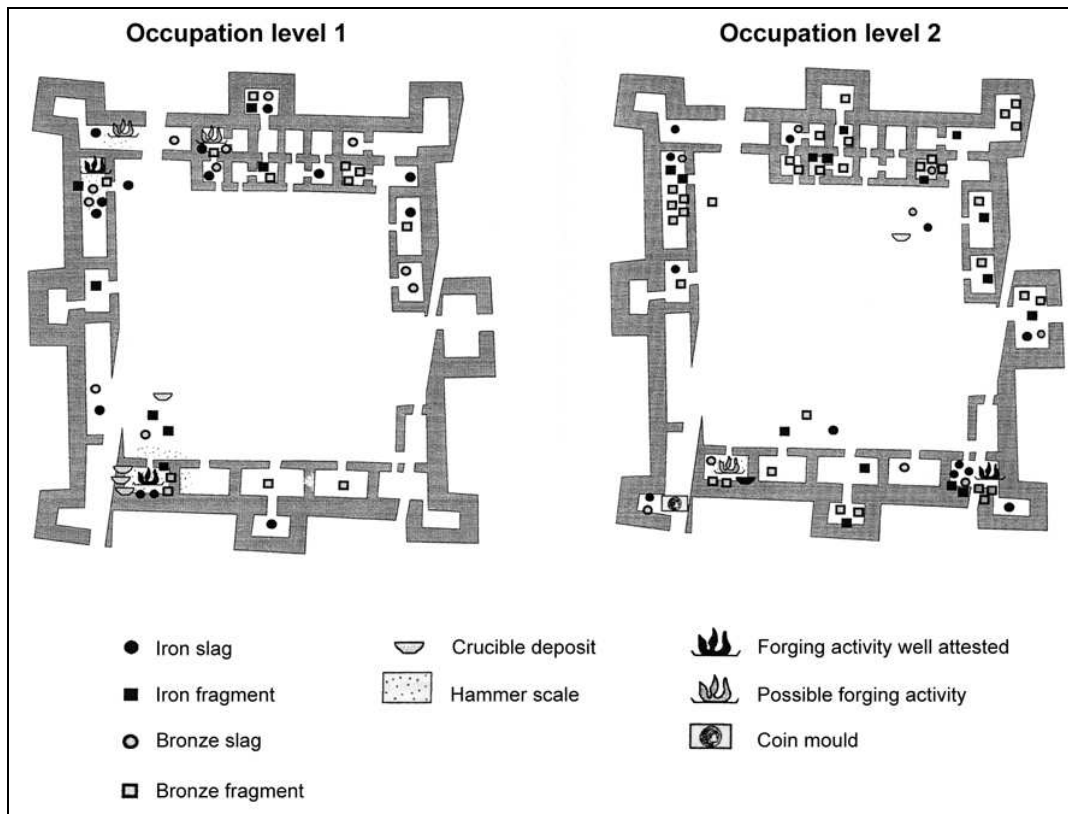 Occupation level 1
Occupation level 2
Iron slag
Iron fragment
Bronze slag
Bronze fragment
Crucible deposit
Hammer scale
Forging activity well attested
Possible forging activity
Coin mould